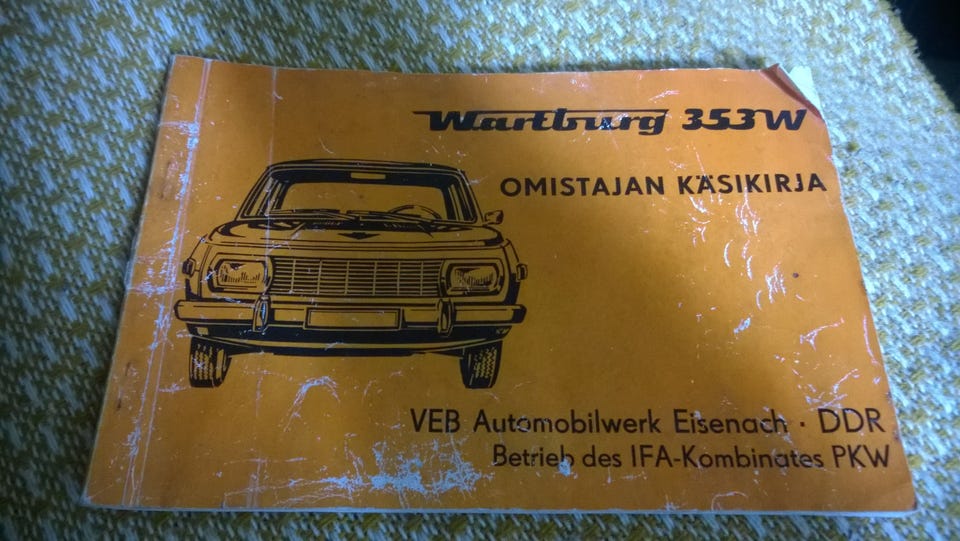 Wartburg 353W
OMISTAJAN KÄSIKIRJA
VEB Automobilwerk Eisenach · DDR
Betrieb des IFA-Kombinates PKW